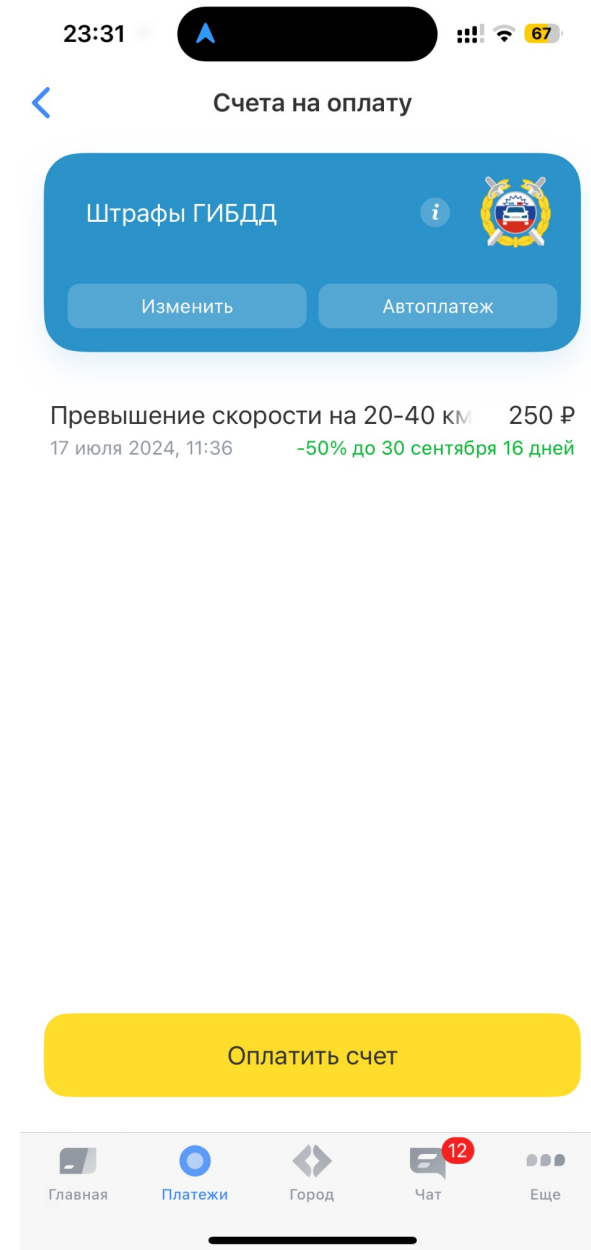 23:31
67
Счета на оплату
Штрафы ГИБДД
i
Изменить
Автоплатеж
Превышение скорости на 20-40 км
250 ₽
17 июля 2024, 11:36
-50% до 30 сентября 16 дней
Оплатить счет
12
Главная
Платежи
Город
Чат
Еще